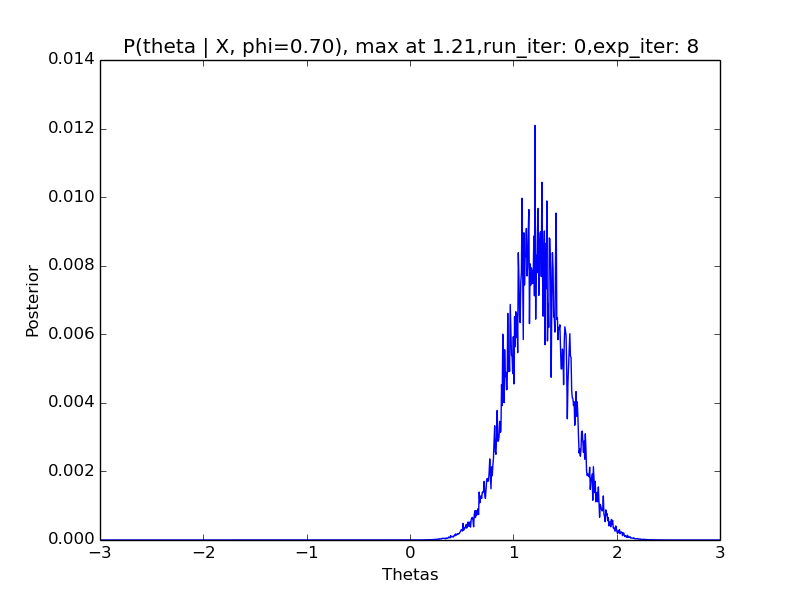 P(theta | X, phi=0.70), max at 1.21,run_iter: 0,exp_iter: 8
0.014
0.012
0.010
0.008
0.006
0.004
0.002
0.000
Posterior
−3 −2 −1 0 1 2 3
Thetas